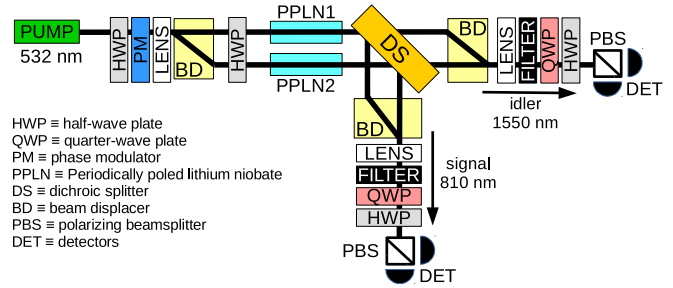 PUMP
532 nm
HWP
PM
LENS
BD
HWP
PPLN1
PPLN2
DS
BD
LENS
FILTER
QWP
HWP
PBS
DET
idler
1550 nm
BD
LENS
FILTER
QWP
HWP
signal
810 nm
PBS
DET
HWP ≡ half-wave plate
QWP ≡ quarter-wave plate
PM ≡ phase modulator
PPLN ≡ Periodically poled lithium niobate
DS ≡ dichroic splitter
BD ≡ beam displacer
PBS ≡ polarizing beamsplitter
DET ≡ detectors